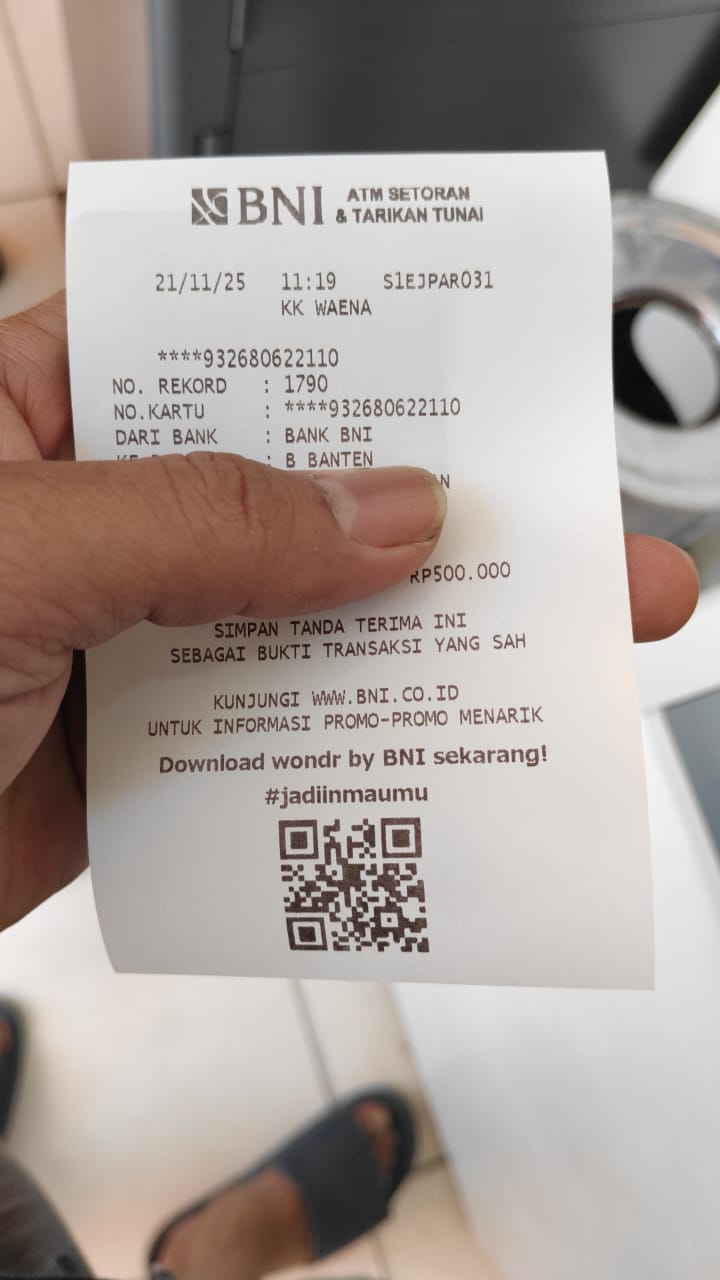 BNI ATM SETORAN
& TARIKAN TUNAI
21/11/25 11:19 S1EJPAR031
KK WAENA
****932680622110
NO. REKORD : 1790
NO.KARTU : ****932680622110
DARI BANK : BANK BNI
: B BANTEN
RP500.000
SIMPAN TANDA TERIMA INI
SEBAGAI BUKTI TRANSAKSI YANG SAH
KUNJUNGI WWW.BNI.CO.ID
UNTUK INFORMASI PROMO-PROMO MENARIK
Download wondr by BNI sekarang!
#jadiinmaumu